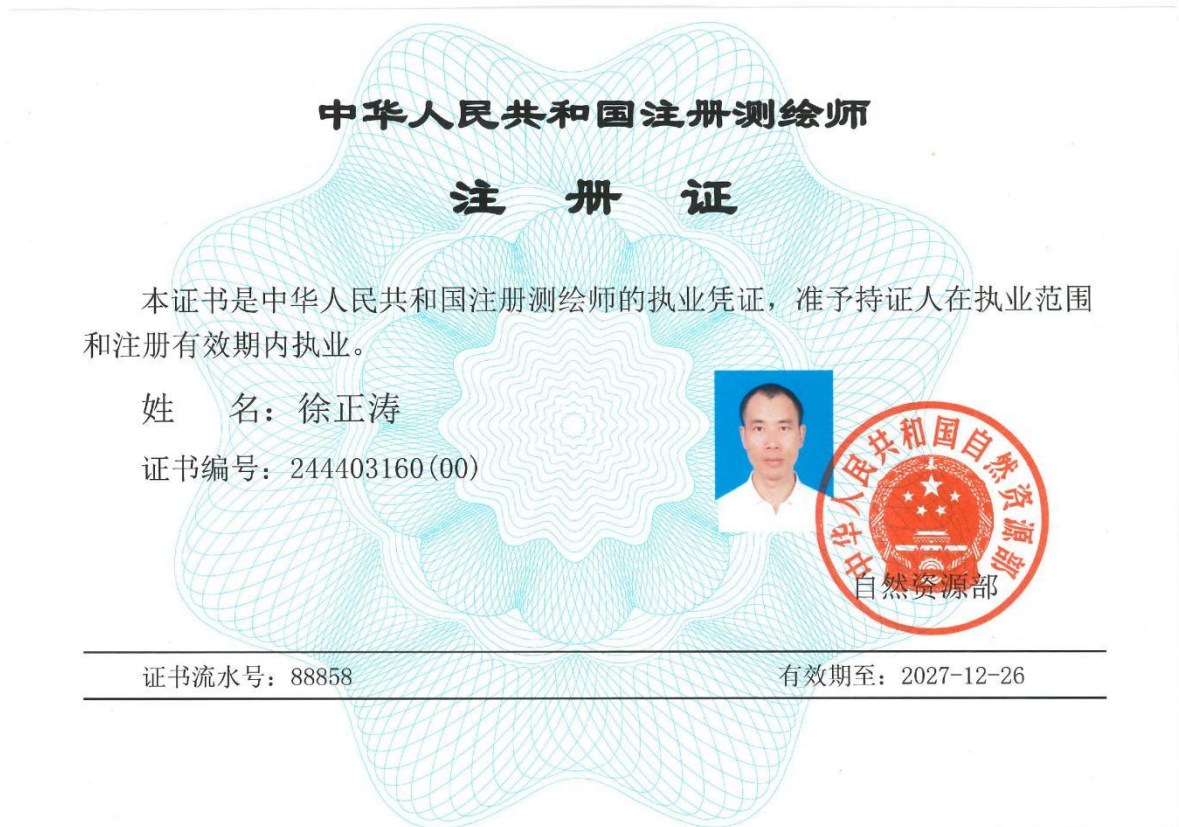 中华人民共和国注册测绘师
注 册 证
本证书是中华人民共和国注册测绘师的执业凭证，准予持证人在执业范围
和注册有效期内执业。
姓 名：徐正涛
证书编号：244403160(00)
中华人民共和国自然资源部
自然资源部
证书流水号：88858 有效期至：2027-12-26